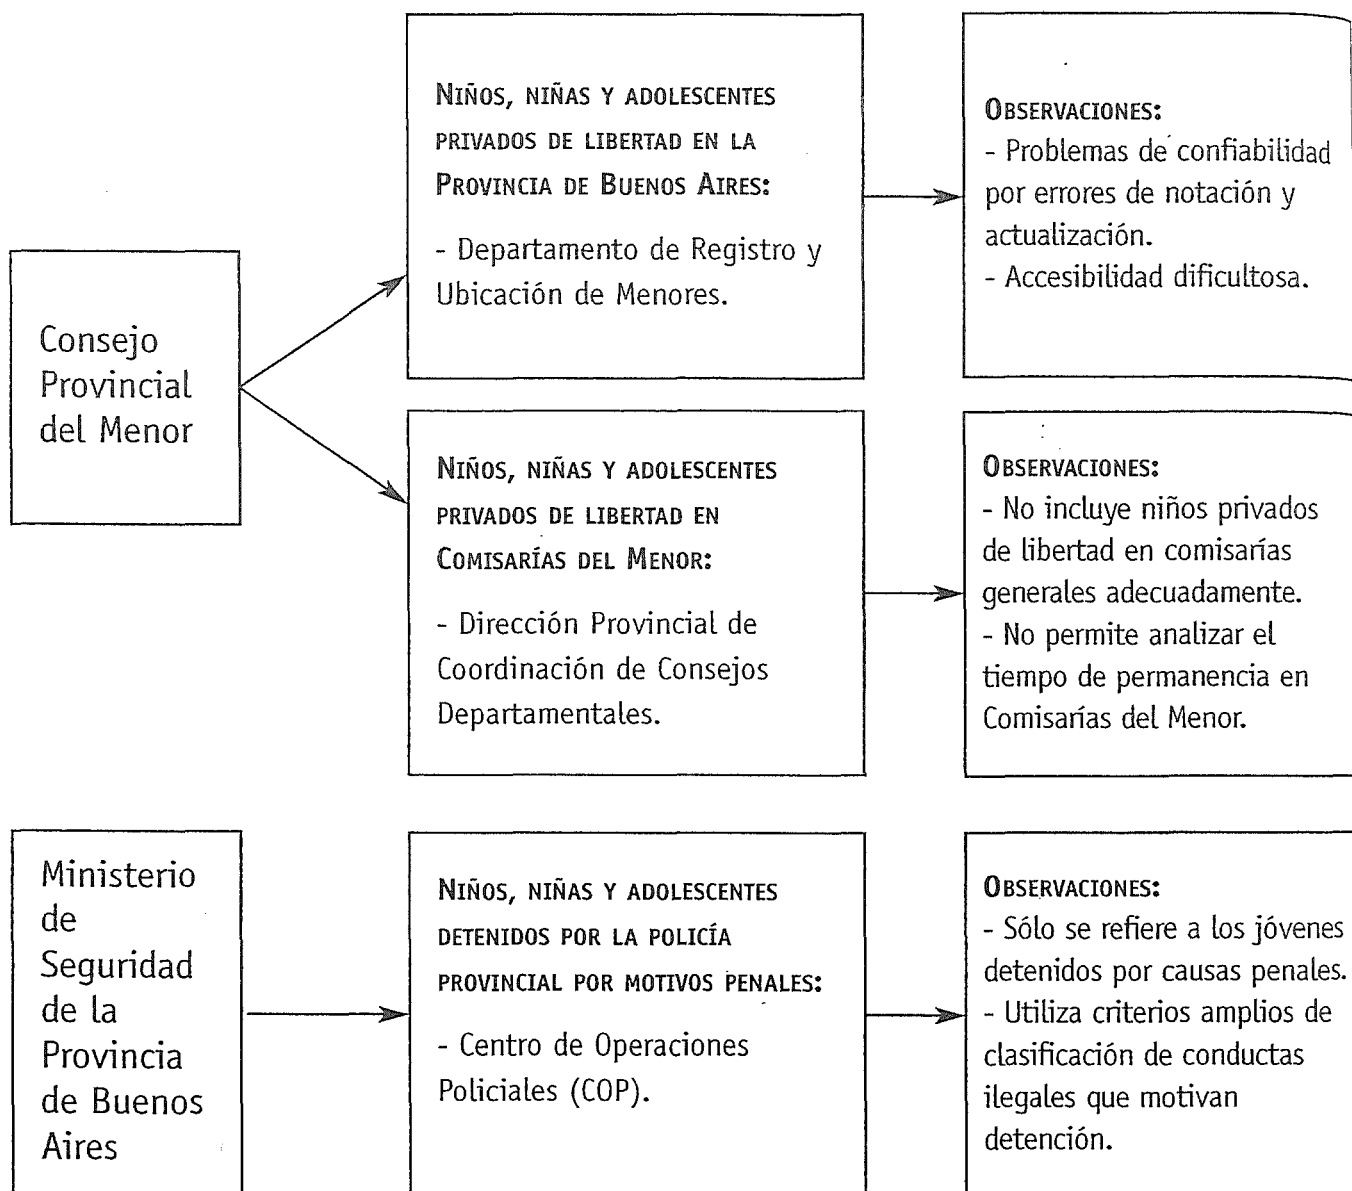 Consejo
Provincial
del Menor
NIÑOS, NIÑAS Y ADOLESCENTES
PRIVADOS DE LIBERTAD EN LA
PROVINCIA DE BUENOS AIRES:
- Departamento de Registro y
Ubicación de Menores.
OBSERVACIONES:
- Problemas de confiabilidad
por errores de notación y
actualización.
- Accesibilidad dificultosa.
NIÑOS, NIÑAS Y ADOLESCENTES
PRIVADOS DE LIBERTAD EN
COMISARÍAS DEL MENOR:
- Dirección Provincial de
Coordinación de Consejos
Departamentales.
OBSERVACIONES:
- No incluye niños privados
de libertad en comisarías
generales adecuadamente.
- No permite analizar el
tiempo de permanencia en
Comisarías del Menor.
Ministerio
de
Seguridad
de la
Provincia
de Buenos
Aires
NIÑOS, NIÑAS Y ADOLESCENTES
DETENIDOS POR LA POLICÍA
PROVINCIAL POR MOTIVOS PENALES:
- Centro de Operaciones
Policiales (COP).
OBSERVACIONES:
- Sólo se refiere a los jóvenes
detenidos por causas penales.
- Utiliza criterios amplios de
clasificación de conductas
ilegales que motivan
detención.